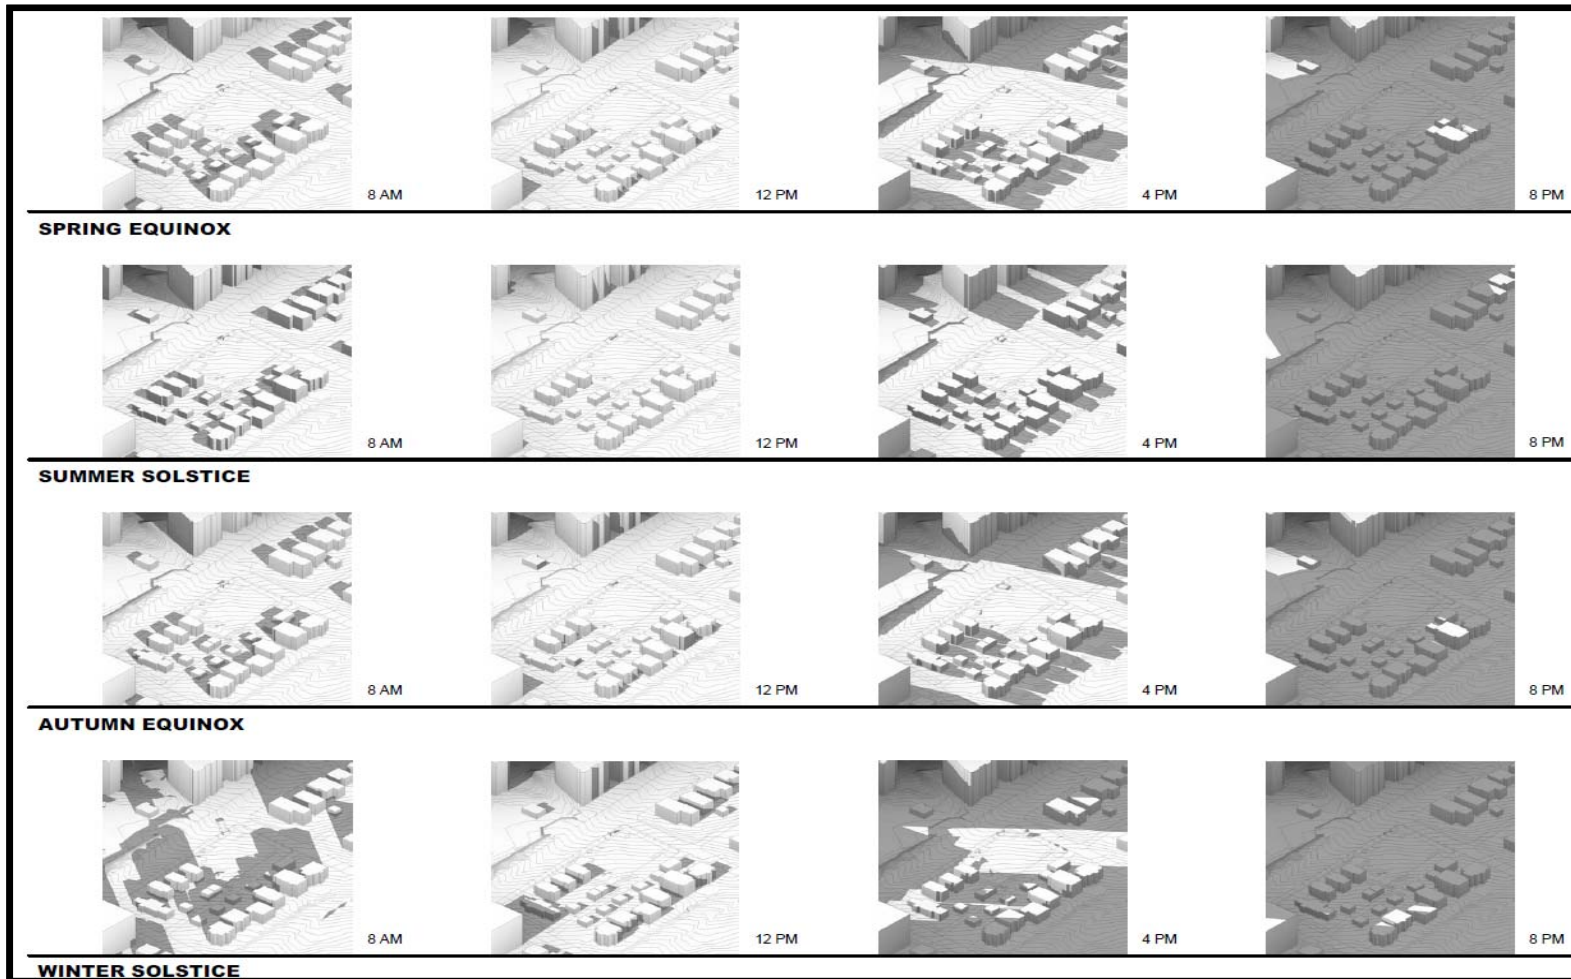 8 AM 12 PM 4 PM 8 PM
SPRING EQUINOX
8 AM 12 PM 4 PM 8 PM
SUMMER SOLSTICE
8 AM 12 PM 4 PM 8 PM
AUTUMN EQUINOX
8 AM 12 PM 4 PM 8 PM
WINTER SOLSTICE